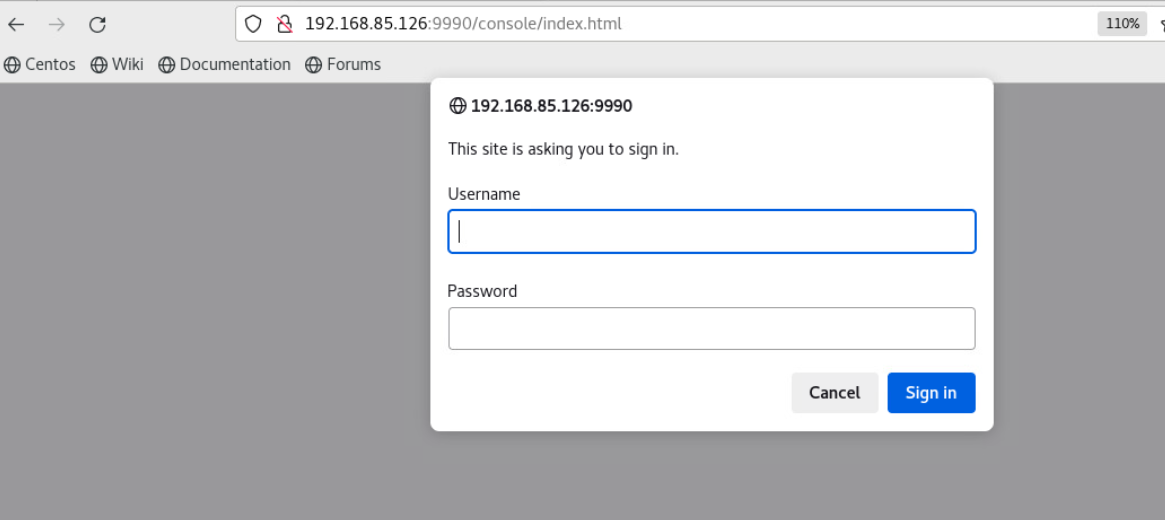 192.168.85.126:9990/console/index.html 110%
Centos Wiki Documentation Forums
192.168.85.126:9990
This site is asking you to sign in.
Username
Password
Cancel Sign in